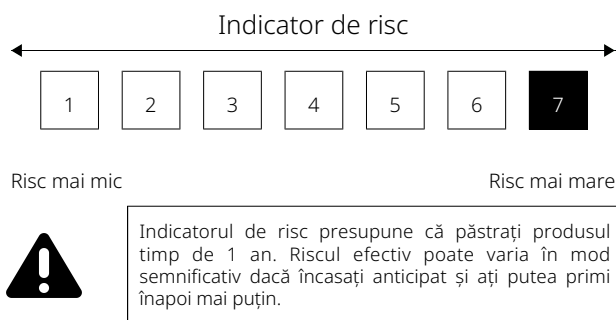 Indicator de risc
1 2 3 4 5 6 7
Risc mai mic Risc mai mare
Indicatorul de risc presupune că păstrați produsul
timp de 1 an. Riscul efectiv poate varia în mod
semnificativ dacă încasați anticipat și ați putea primi
înapoi mai puțin.